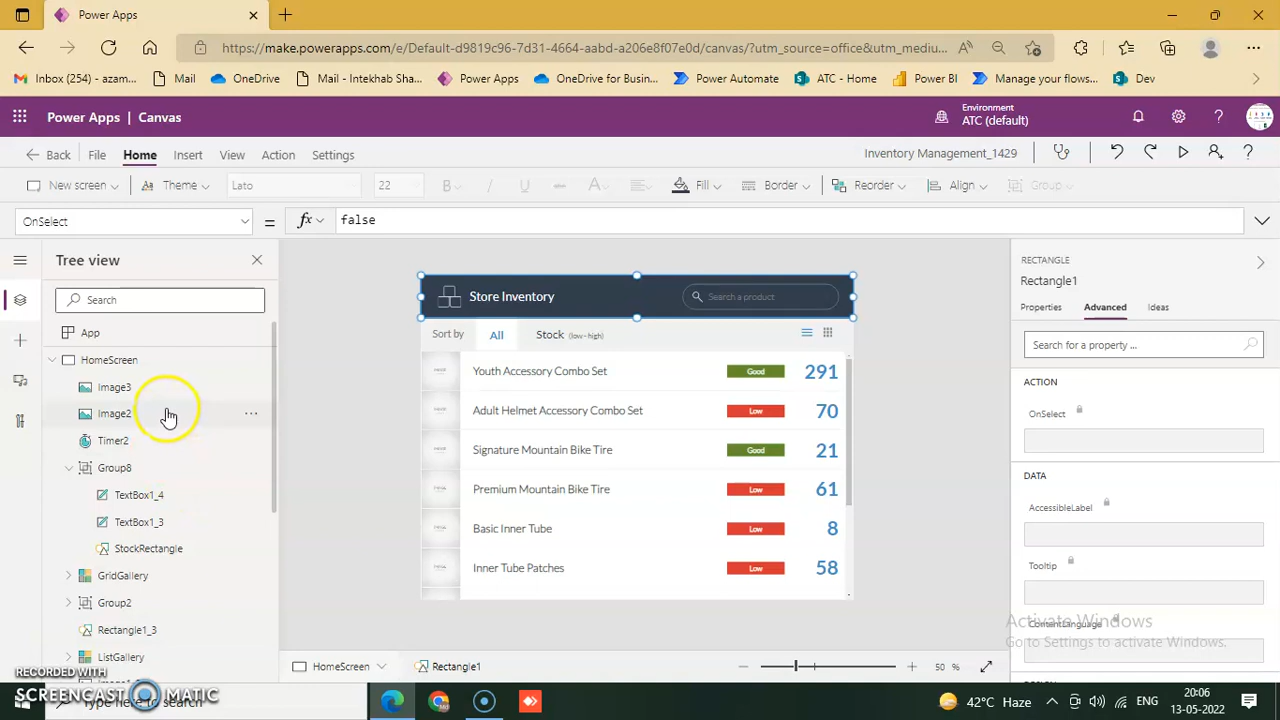 Power Apps
https://make.powerapps.com/e/Default-d9819c96-7d31-4664-aabd-a206e8f07e0d/canvas/?utm_source=office&utm_mediu...
Inbox (254) - azam...
Mail
OneDrive
Mail - Intekhab Sha...
Power Apps
OneDrive for Busin...
Power Automate
ATC - Home
Power BI
Manage your flows...
Dev
Power Apps | Canvas
Environment
ATC (default)
Back
File
Home
Insert
View
Action
Settings
Inventory Management_1429
New screen
Theme
Lato
22
B
Fill
Border
Reorder
Align
Group
OnSelect
=
fx
false
Tree view
Search
App
HomeScreen
Image3
Image2
Timer2
Group8
TextBox1_4
TextBox1_3
StockRectangle
GridGallery
Group2
Rectangle1_3
ListGallery
Store Inventory
Search a product
Sort by
All
Stock (low - high)
Youth Accessory Combo Set
Good
291
Adult Helmet Accessory Combo Set
Low
70
Signature Mountain Bike Tire
Good
21
Premium Mountain Bike Tire
Low
61
Basic Inner Tube
Low
8
Inner Tube Patches
Low
58
RECTANGLE
Rectangle1
Properties
Advanced
Ideas
Search for a property ...
ACTION
OnSelect
DATA
AccessibleLabel
Tooltip
ContentLanguage
Activate Windows
Go to Settings to activate Windows.
HomeScreen
Rectangle1
50 %
RECORDED WITH
SCREENCAST MATIC
Type here to search
42°C Haze
ENG
20:06
13-05-2022